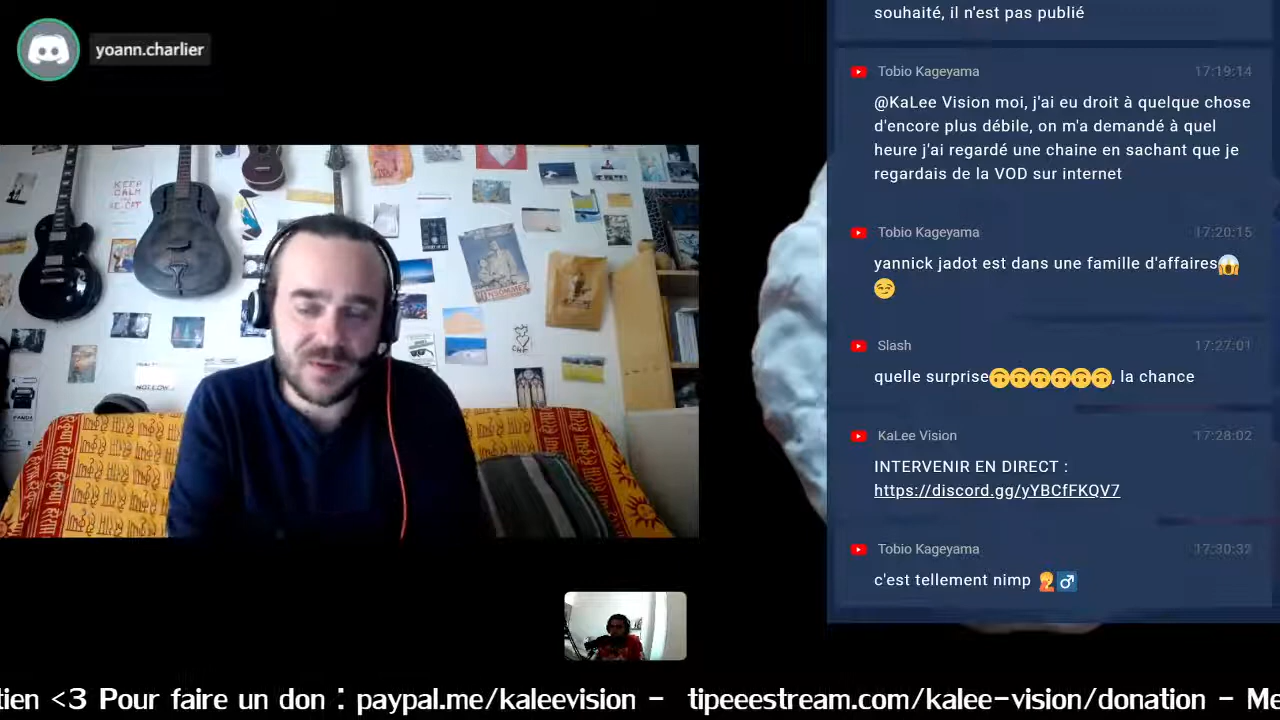 yoann.charlier
souhaité, il n'est pas publié
Tobio Kageyama 17:19:14
@KaLee Vision moi, j'ai eu droit à quelque chose
d'encore plus débile, on m'a demandé à quel
heure j'ai regardé une chaine en sachant que je
regardais de la VOD sur internet
Tobio Kageyama 17:20:15
yannick jadot est dans une famille d'affaires😱
😏
Slash 17:27:01
quelle surprise🙃🙃🙃🙃🙃🙃, la chance
KaLee Vision 17:28:02
INTERVENIR EN DIRECT :
https://discord.gg/yYBCfFKQV7
Tobio Kageyama 17:30:32
c'est tellement nimp 🤦♂
KEEP
CALM
tien <3 Pour faire un don : paypal.me/kaleevision - tipeeestream.com/kalee-vision/donation - Me